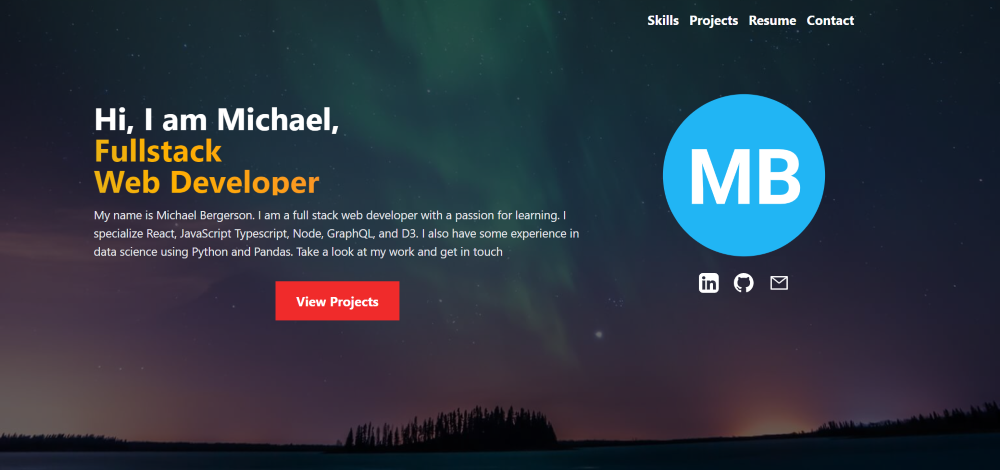 Skills Projects Resume Contact
Hi, I am Michael,
Fullstack
Web Developer
My name is Michael Bergerson. I am a full stack web developer with a passion for learning. I
specialize React, JavaScript Typescript, Node, GraphQL, and D3. I also have some experience in
data science using Python and Pandas. Take a look at my work and get in touch
View Projects
MB
in